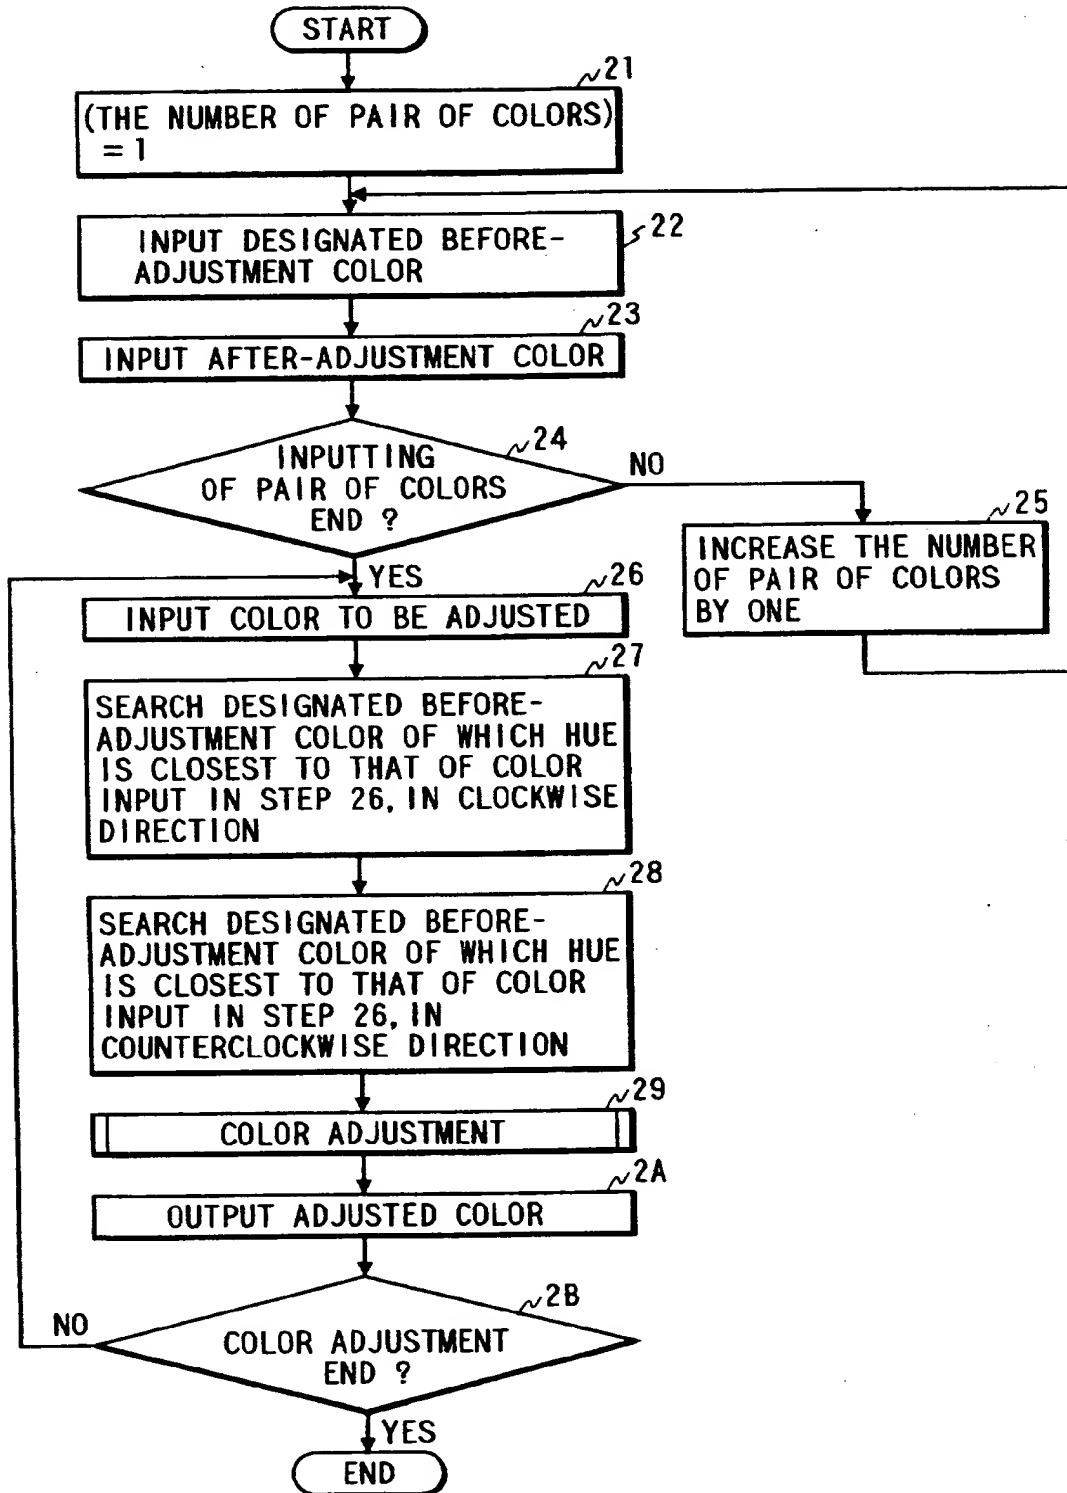 START
21
(THE NUMBER OF PAIR OF COLORS)
= 1
22
INPUT DESIGNATED BEFORE-
ADJUSTMENT COLOR
23
INPUT AFTER-ADJUSTMENT COLOR
24
INPUTTING
OF PAIR OF COLORS
END ?
NO
25
INCREASE THE NUMBER
OF PAIR OF COLORS
BY ONE
YES
26
INPUT COLOR TO BE ADJUSTED
27
SEARCH DESIGNATED BEFORE-
ADJUSTMENT COLOR OF WHICH HUE
IS CLOSEST TO THAT OF COLOR
INPUT IN STEP 26, IN CLOCKWISE
DIRECTION
28
SEARCH DESIGNATED BEFORE-
ADJUSTMENT COLOR OF WHICH HUE
IS CLOSEST TO THAT OF COLOR
INPUT IN STEP 26, IN
COUNTERCLOCKWISE DIRECTION
29
COLOR ADJUSTMENT
2A
OUTPUT ADJUSTED COLOR
2B
NO
COLOR ADJUSTMENT
END ?
YES
END